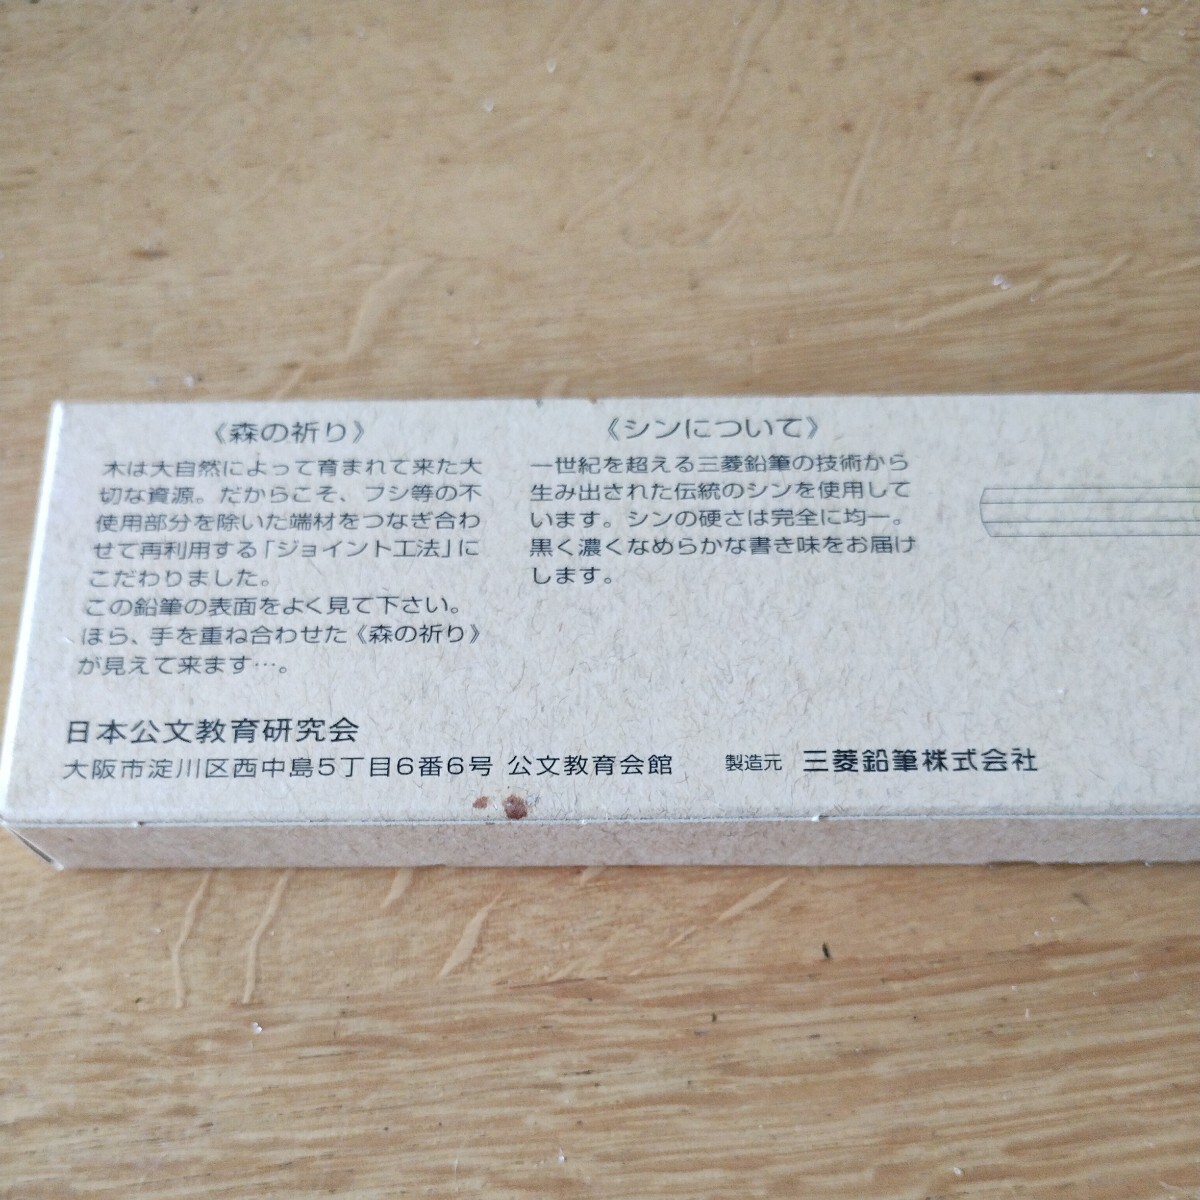 《森の祈り》
木は大自然によって育まれて来た大
切な資源。だからこそ、フシ等の不
使用部分を除いた端材をつなぎ合わ
せて再利用する「ジョイント工法」に
こだわりました。
この鉛筆の表面をよく見て下さい。
ほら、手を重ね合わせた《森の祈り》
が見えて来ます…。
《シンについて》
一世紀を超える三菱鉛筆の技術から
生み出された伝統のシンを使用して
います。シンの硬さは完全に均一。
黒く濃くなめらかな書き味をお届け
します。
日本公文教育研究会
大阪市淀川区西中島5丁目6番6号 公文教育会館
製造元 三菱鉛筆株式会社